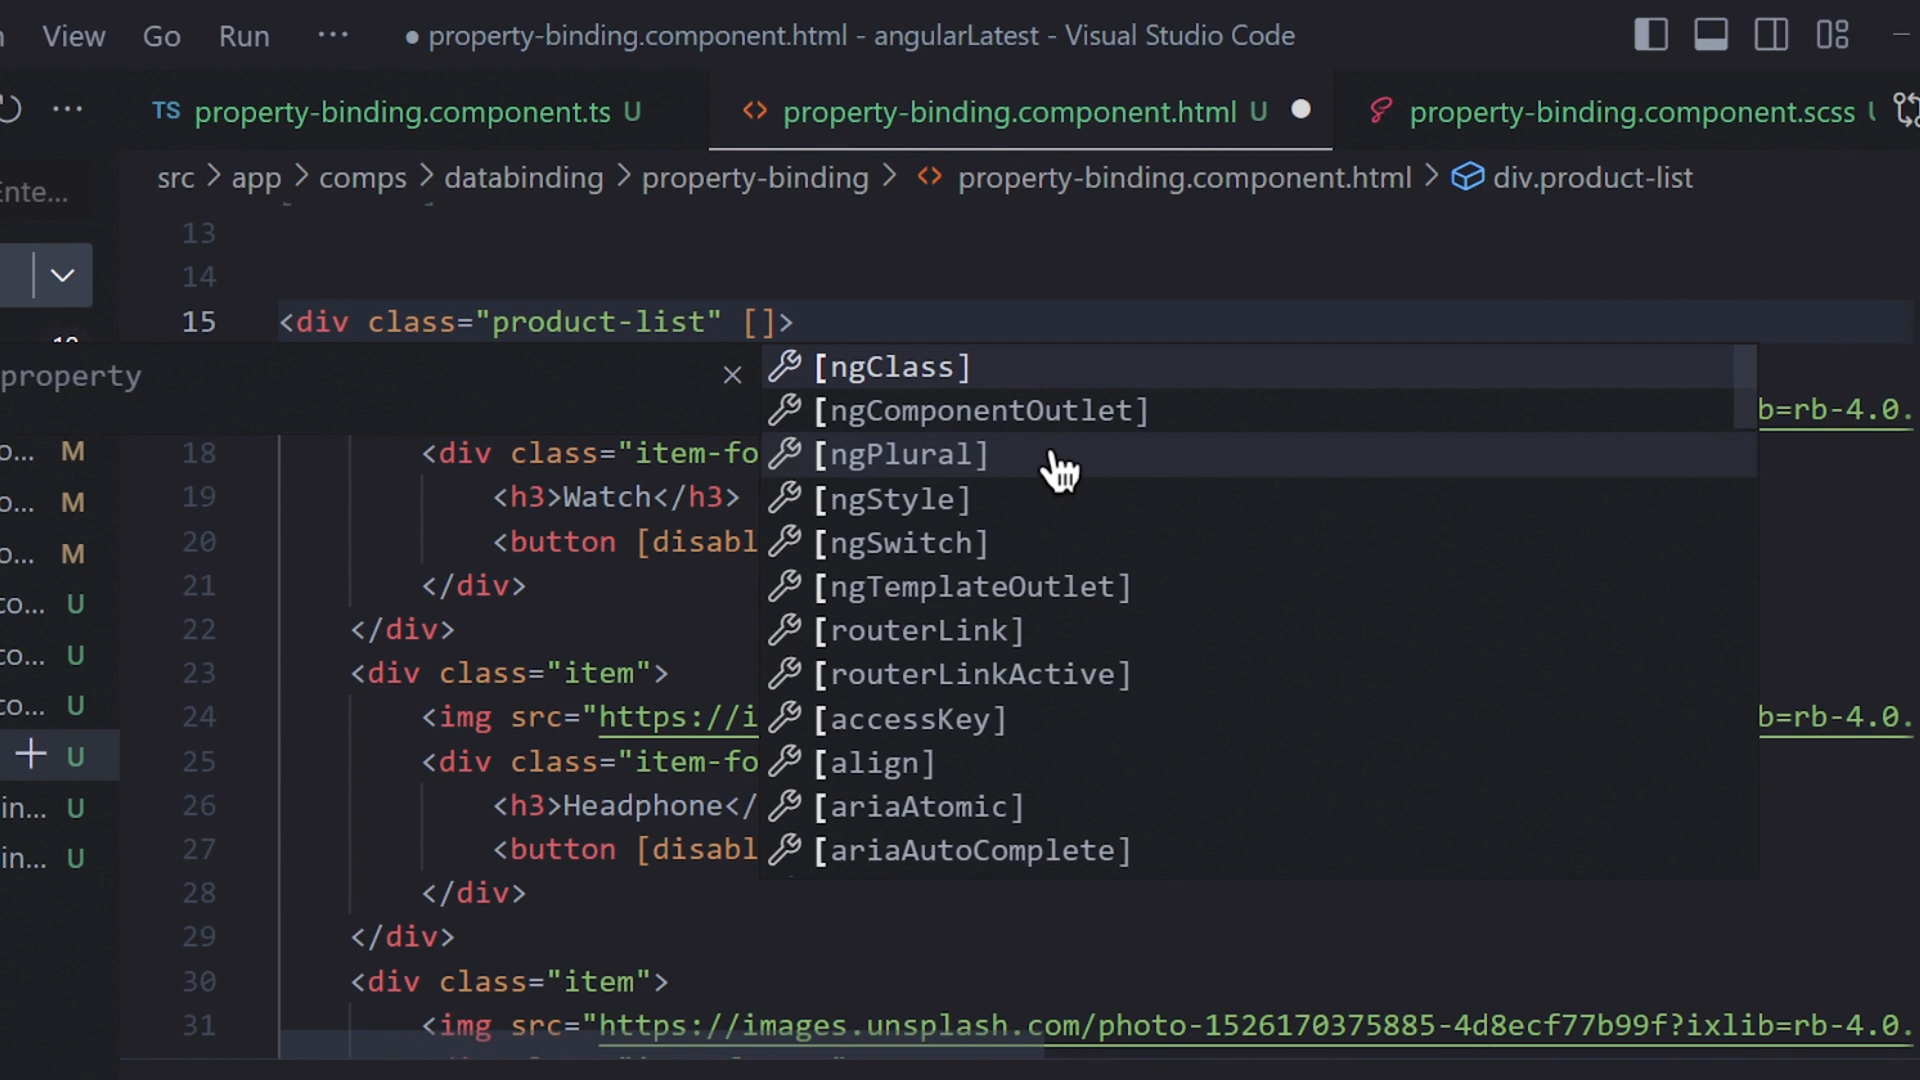 View Go Run ··· ● property-binding.component.html - angularLatest - Visual Studio Code
··· TS property-binding.component.ts U <> property-binding.component.html U ● property-binding.component.scss
src > app > comps > databinding > property-binding > <> property-binding.component.html > div.product-list
Ente...
13
14
15 <div class="product-list" []>
property ×
[ngClass]
[ngComponentOutlet] b=rb-4.0.
o... M 18 <div class="item-fo [ngPlural]
o... M 19 <h3>Watch</h3> [ngStyle]
o... M 20 <button [disabl [ngSwitch]
co... U 21 </div> [ngTemplateOutlet]
22 </div> [routerLink]
co... U 23 <div class="item"> [routerLinkActive]
co... U 24 <img src="https://i [accessKey] b=rb-4.0.
+ U 25 <div class="item-fo [align]
in... U 26 <h3>Headphone</ [ariaAtomic]
in... U 27 <button [disabl [ariaAutoComplete]
28 </div>
29 </div>
30 <div class="item">
31 <img src="https://images.unsplash.com/photo-1526170375885-4d8ecf77b99f?ixlib=rb-4.0.